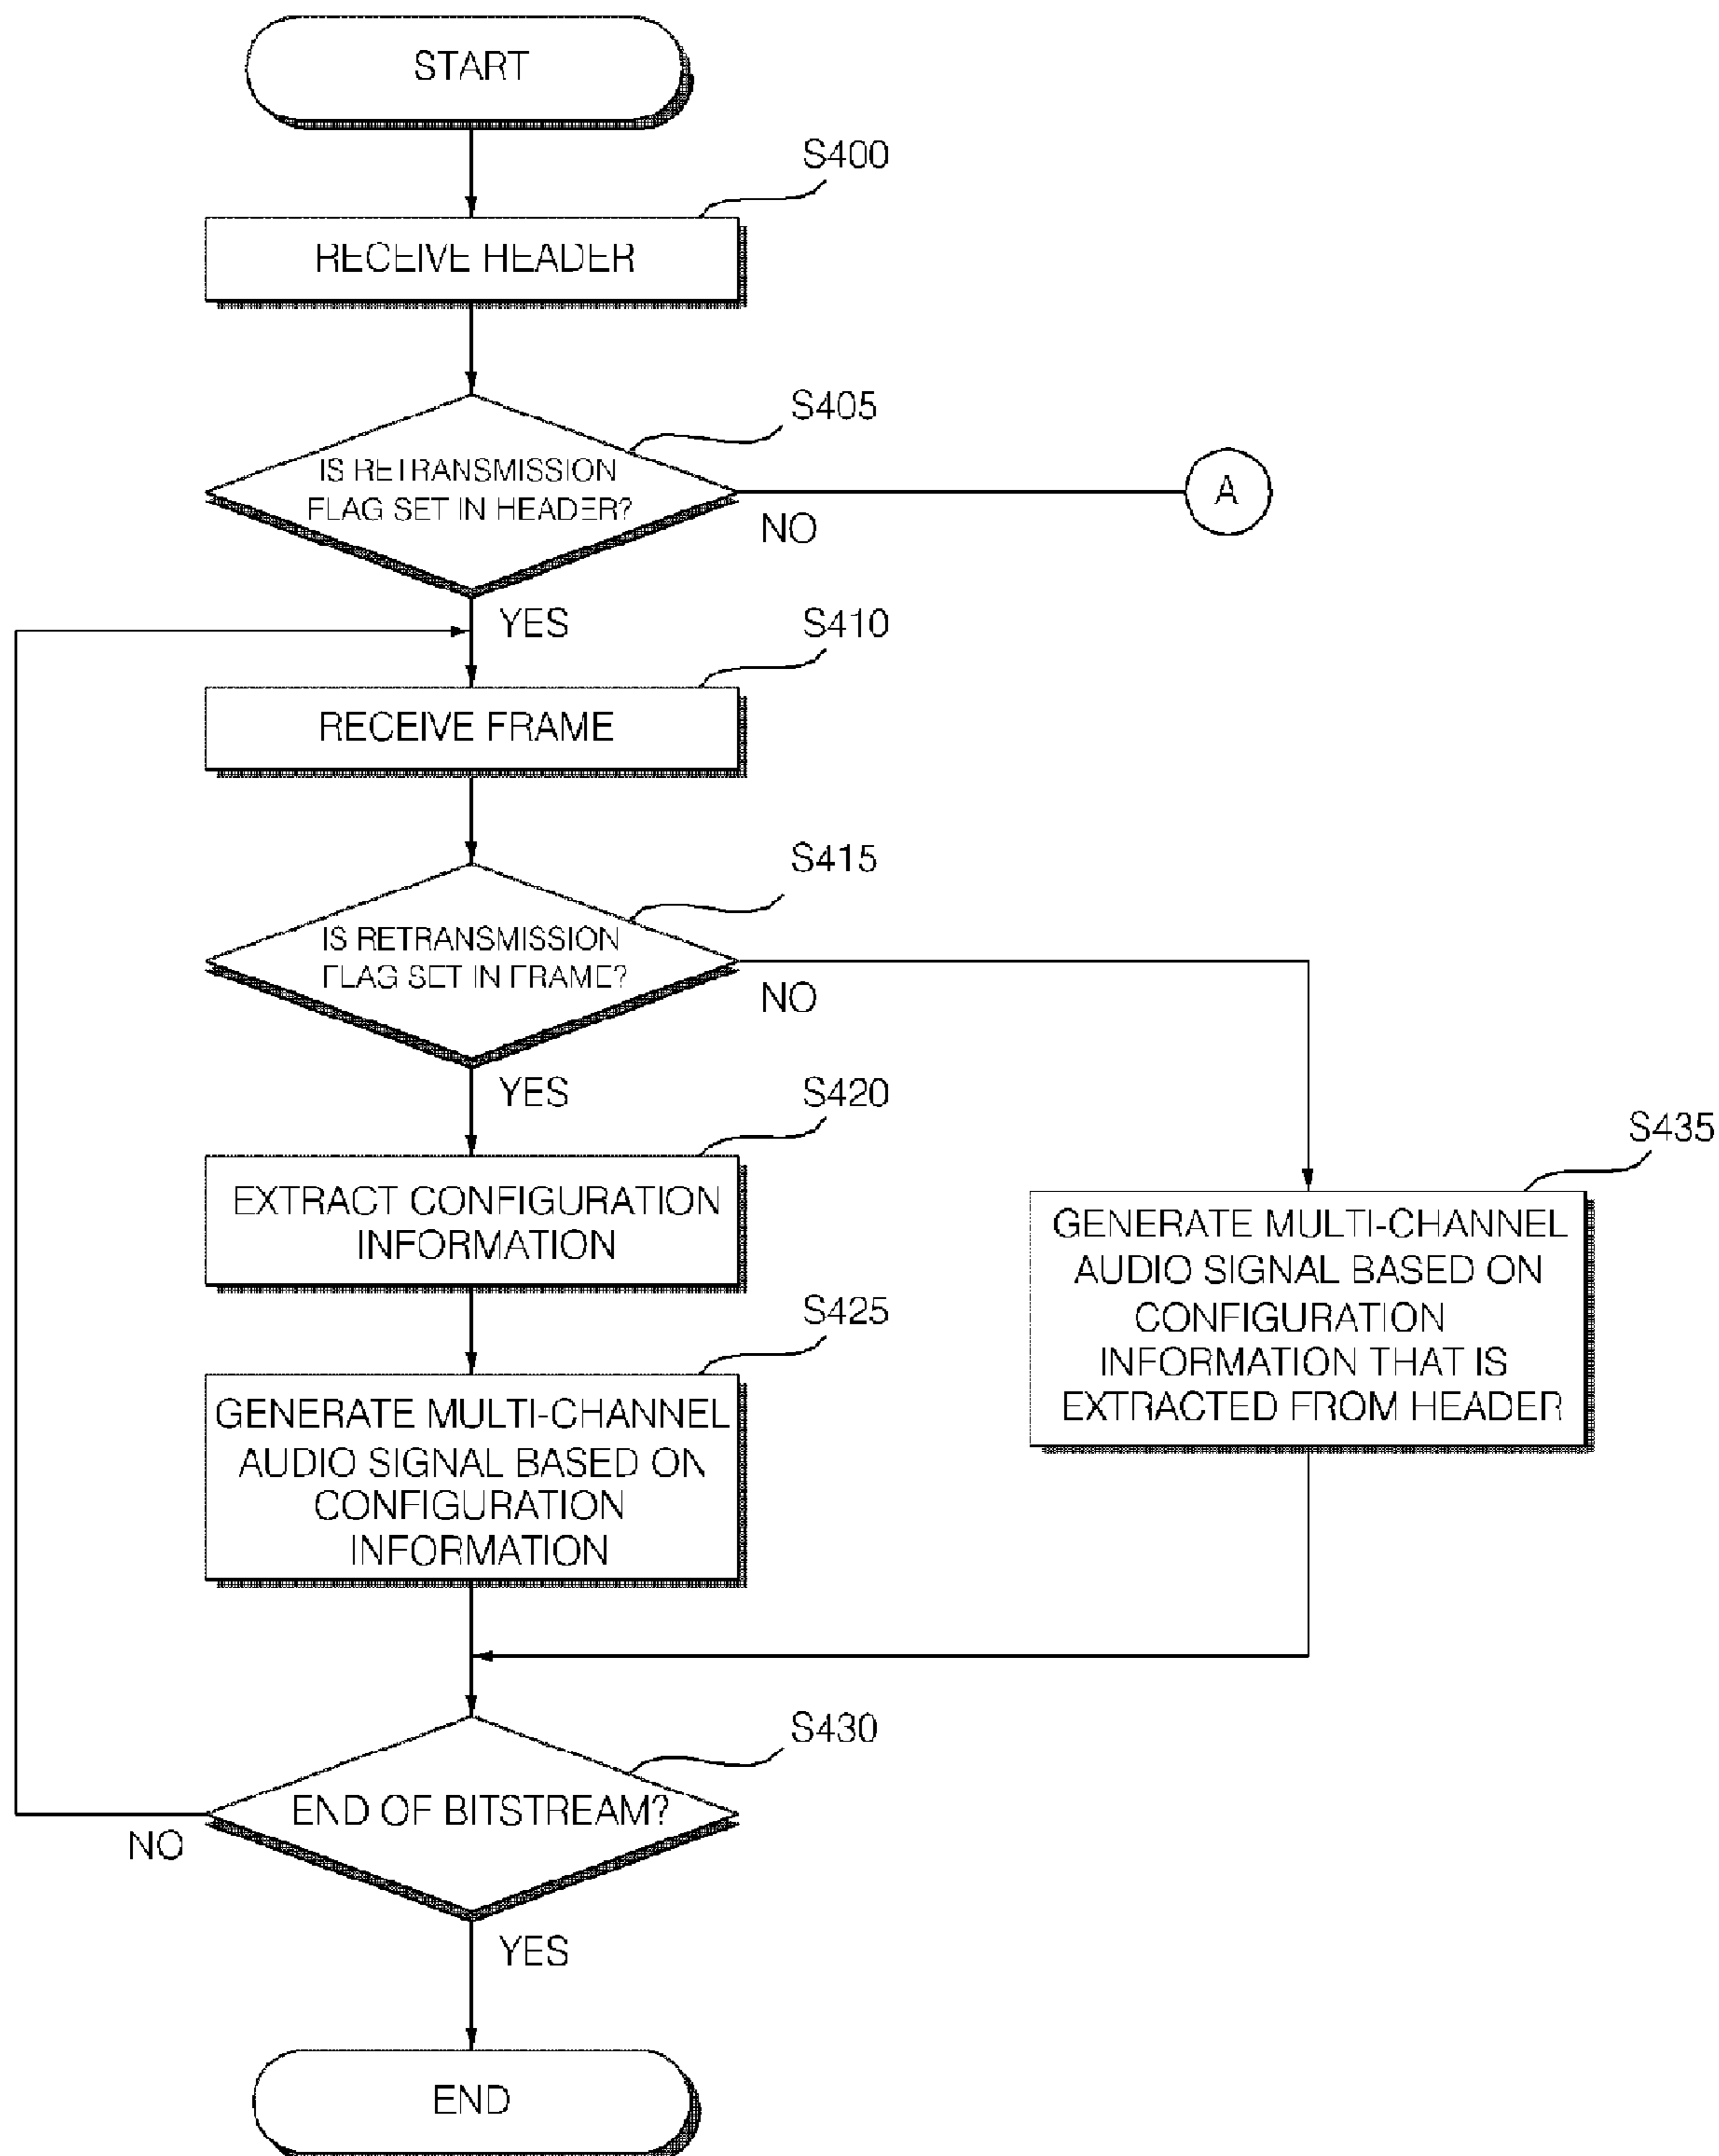 START
S400
RECEIVE HEADER
S405
IS RETRANSMISSION
FLAG SET IN HEADER?
NO
A
YES
S410
RECEIVE FRAME
S415
IS RETRANSMISSION
FLAG SET IN FRAME?
NO
YES
S420
EXTRACT CONFIGURATION
INFORMATION
S435
GENERATE MULTI-CHANNEL
AUDIO SIGNAL BASED ON
CONFIGURATION
INFORMATION THAT IS
EXTRACTED FROM HEADER
S425
GENERATE MULTI-CHANNEL
AUDIO SIGNAL BASED ON
CONFIGURATION
INFORMATION
S430
END OF BITSTREAM?
NO
YES
END